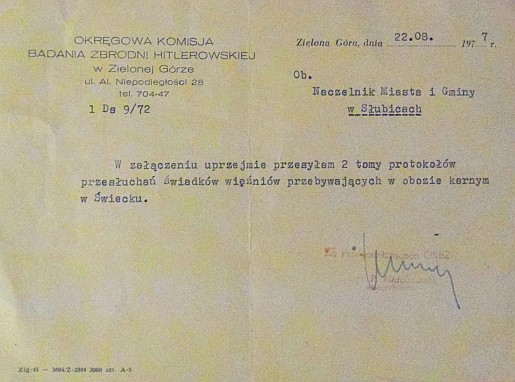 OKRĘGOWA KOMISJA
BADANIA ZBRODNI HITLEROWSKIEJ
w Zielonej Górze
ul. Al. Niepodległości 28
tel. 704-47
1 Ds 9/72
Zielona Góra, dnia 22.08. 1977
Ob.
Naczelnik Miasta i Gminy
w Słubicach
W załączeniu uprzejmie przesyłam 2 tomy protokołów
przesłuchań świadków więźniów przebywających w obozie karnym
w Świecku.